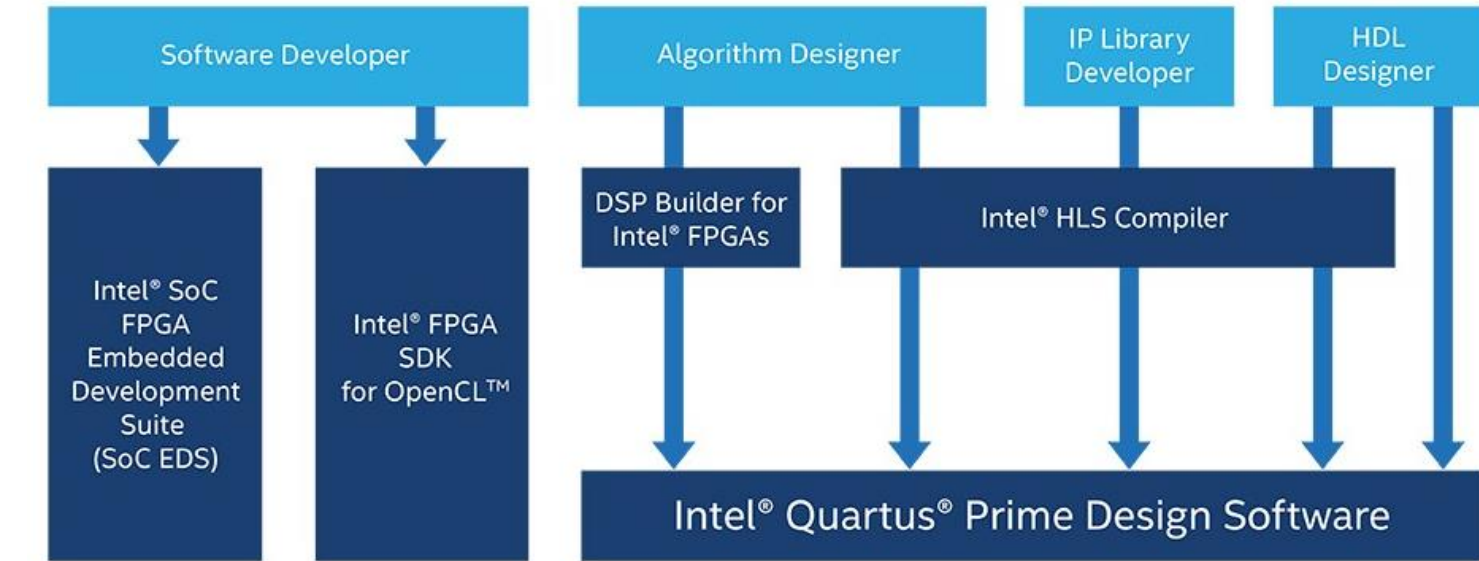 Software Developer
Algorithm Designer
IP Library
Developer
HDL
Designer
Intel® SoC
FPGA
Embedded
Development
Suite
(SoC EDS)
Intel® FPGA
SDK
for OpenCL™
DSP Builder for
Intel® FPGAs
Intel® HLS Compiler
Intel® Quartus® Prime Design Software